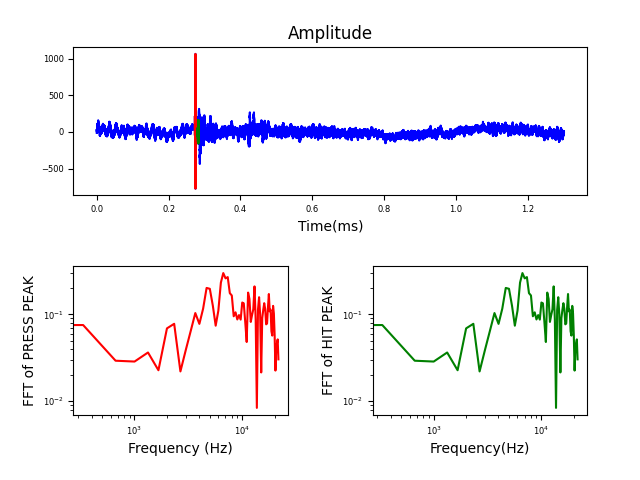 Amplitude
1000
500
0
−500
0.0 0.2 0.4 0.6 0.8 1.0 1.2
Time(ms)
FFT of PRESS PEAK
10⁻¹
10⁻²
10³ 10⁴
Frequency (Hz)
FFT of HIT PEAK
10⁻¹
10⁻²
10³ 10⁴
Frequency(Hz)